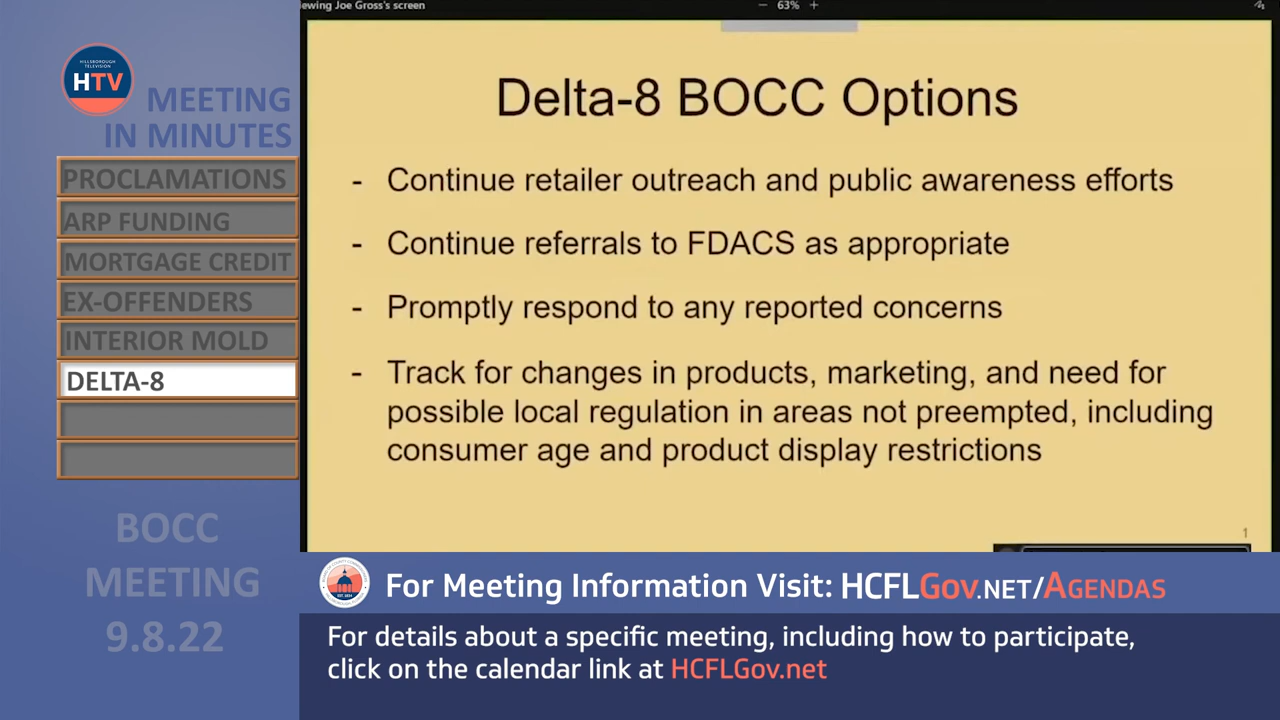 ewing Joe Gross's screen
63%
HILLSBOROUGH
TELEVISION
HTV
MEETING
IN MINUTES
PROCLAMATIONS
ARP FUNDING
MORTGAGE CREDIT
EX-OFFENDERS
INTERIOR MOLD
DELTA-8
BOCC
MEETING
9.8.22
Delta-8 BOCC Options
- Continue retailer outreach and public awareness efforts
- Continue referrals to FDACS as appropriate
- Promptly respond to any reported concerns
- Track for changes in products, marketing, and need for
possible local regulation in areas not preempted, including
consumer age and product display restrictions
1
For Meeting Information Visit: HCFLGov.NET/AGENDAS
For details about a specific meeting, including how to participate,
click on the calendar link at HCFLGov.net